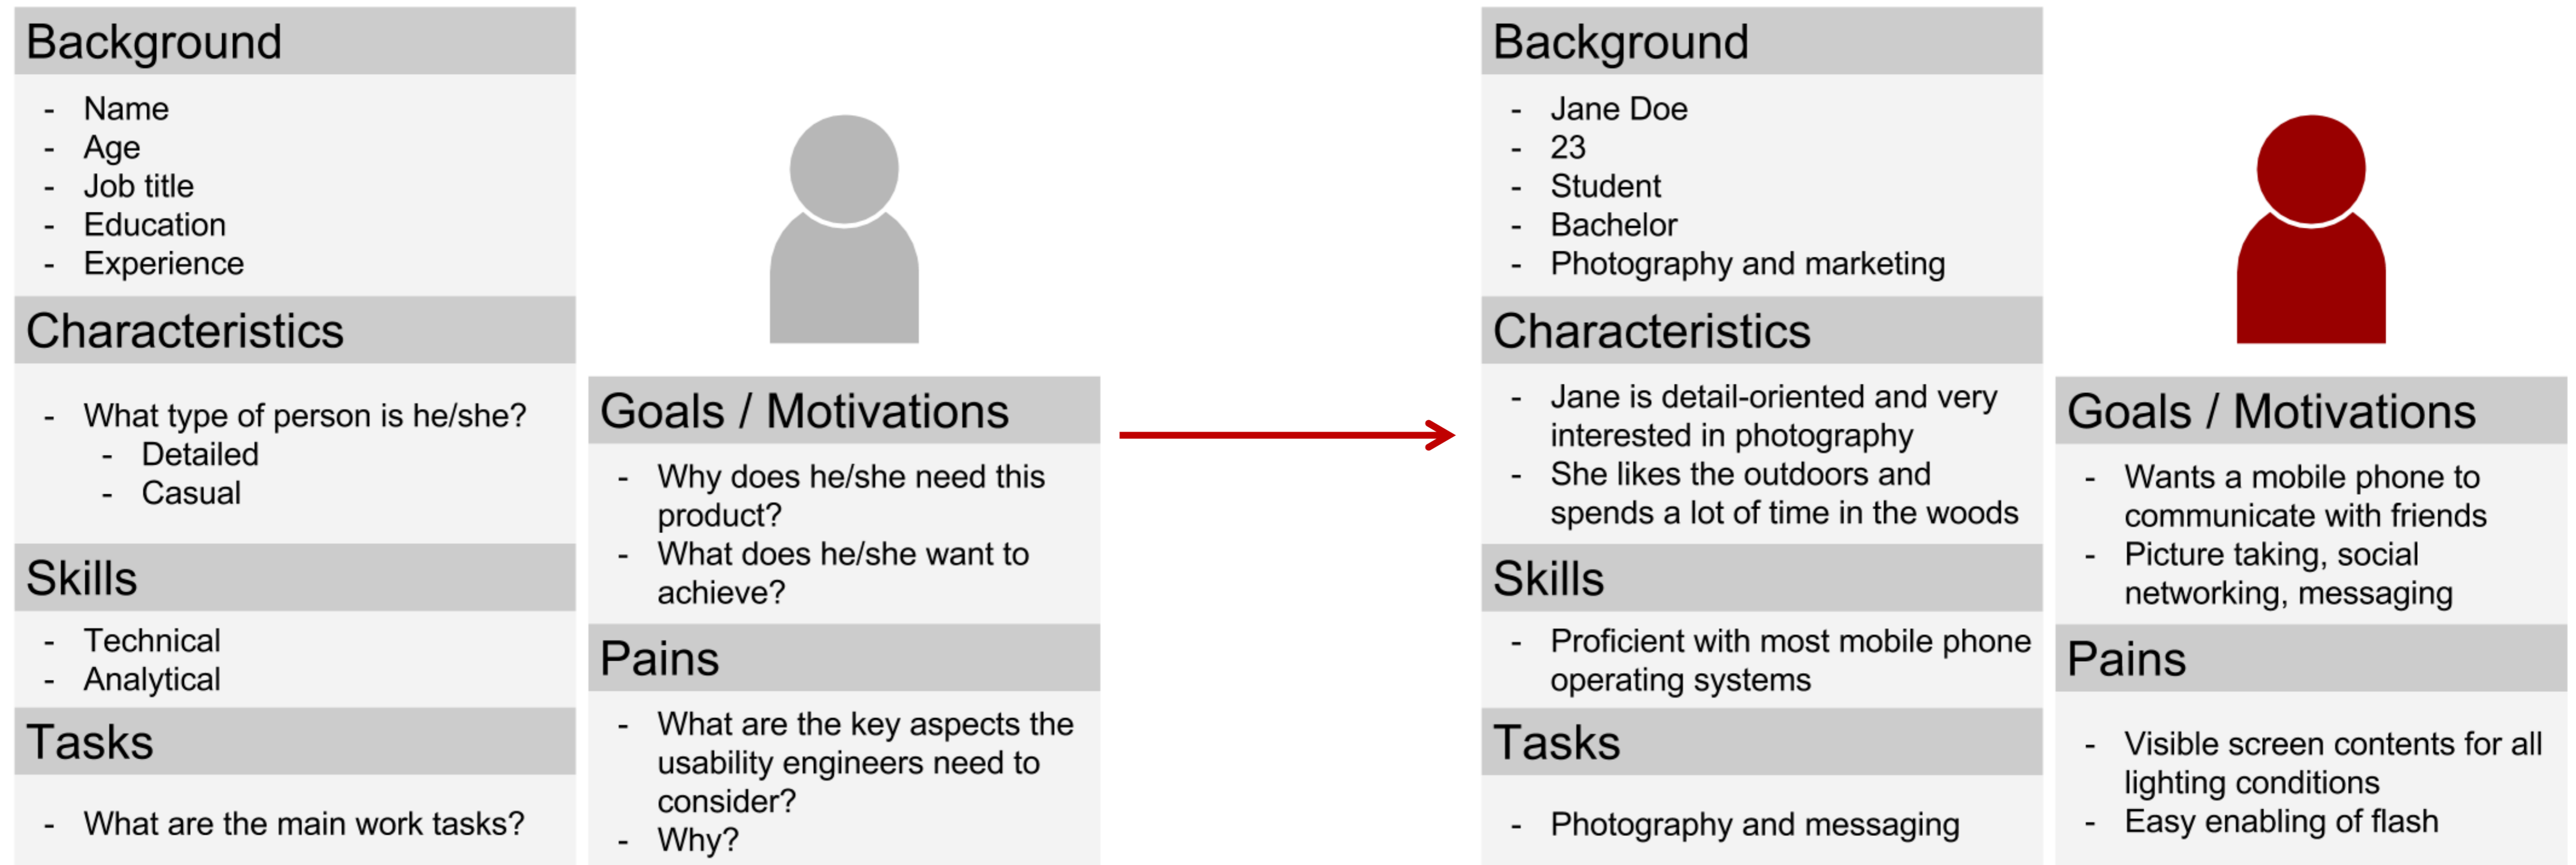 Background
- Name
- Age
- Job title
- Education
- Experience
Characteristics
- What type of person is he/she?
- Detailed
- Casual
Skills
- Technical
- Analytical
Tasks
- What are the main work tasks?
Goals / Motivations
- Why does he/she need this
product?
- What does he/she want to
achieve?
Pains
- What are the key aspects the
usability engineers need to
consider?
- Why?
Background
- Jane Doe
- 23
- Student
- Bachelor
- Photography and marketing
Characteristics
- Jane is detail-oriented and very
interested in photography
- She likes the outdoors and
spends a lot of time in the woods
Skills
- Proficient with most mobile phone
operating systems
Tasks
- Photography and messaging
Goals / Motivations
- Wants a mobile phone to
communicate with friends
- Picture taking, social
networking, messaging
Pains
- Visible screen contents for all
lighting conditions
- Easy enabling of flash